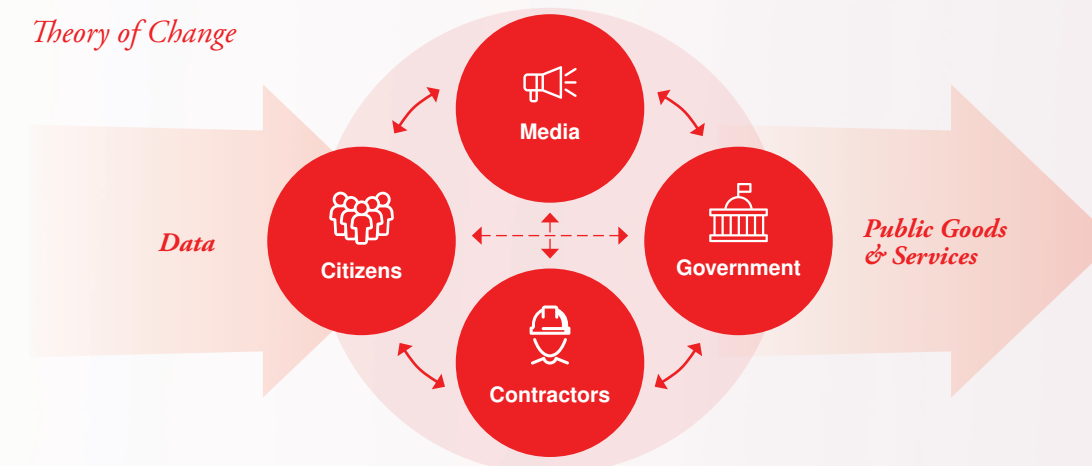 Theory of Change
Media
Citizens
Data
Government
Public Goods
& Services
Contractors